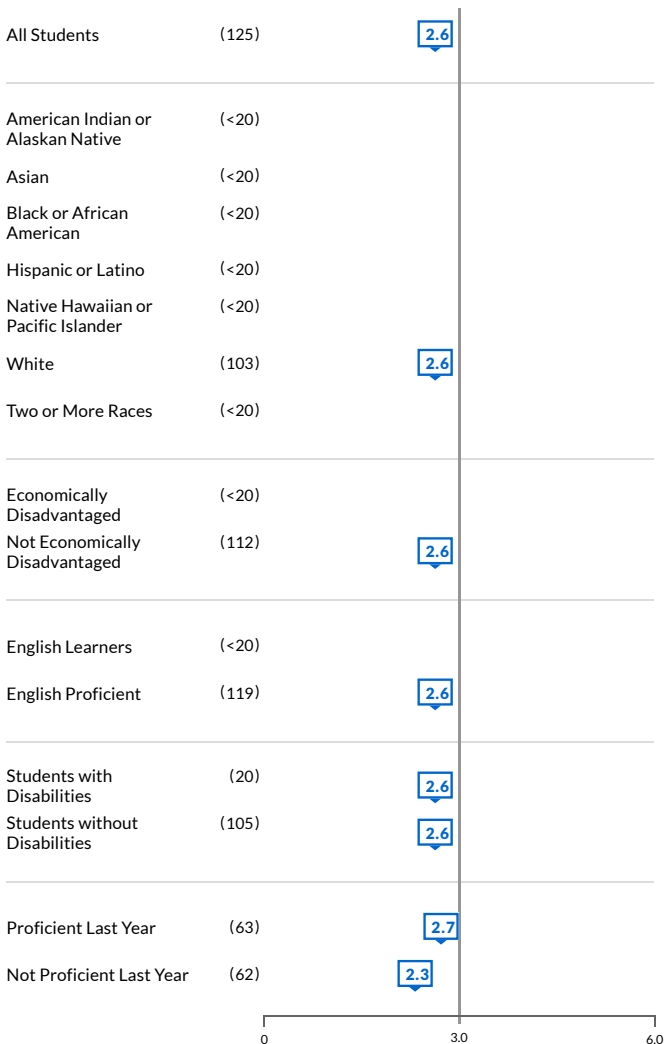 All Students (125) 2.6
American Indian or (<20)
Alaskan Native
Asian (<20)
Black or African (<20)
American
Hispanic or Latino (<20)
Native Hawaiian or (<20)
Pacific Islander
White (103) 2.6
Two or More Races (<20)
Economically (<20)
Disadvantaged
Not Economically (112) 2.6
Disadvantaged
English Learners (<20)
English Proficient (119) 2.6
Students with (20) 2.6
Disabilities
Students without (105) 2.6
Disabilities
Proficient Last Year (63) 2.7
Not Proficient Last Year (62) 2.3
0 3.0 6.0